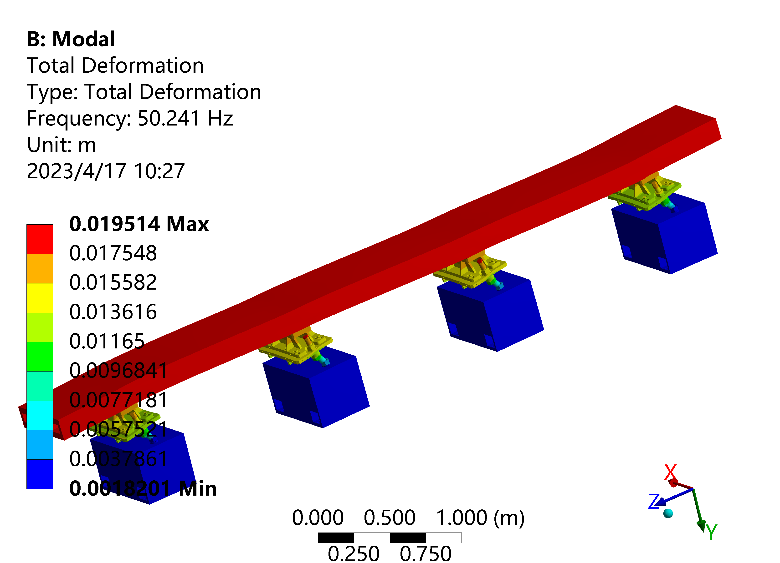 B: Modal
Total Deformation
Type: Total Deformation
Frequency: 50.241 Hz
Unit: m
2023/4/17 10:27
0.019514 Max
0.017548
0.015582
0.013616
0.01165
0.0096841
0.0077181
0.0057521
0.0037861
0.0018201 Min
0.000 0.500 1.000 (m)
0.250 0.750
X
Z
Y